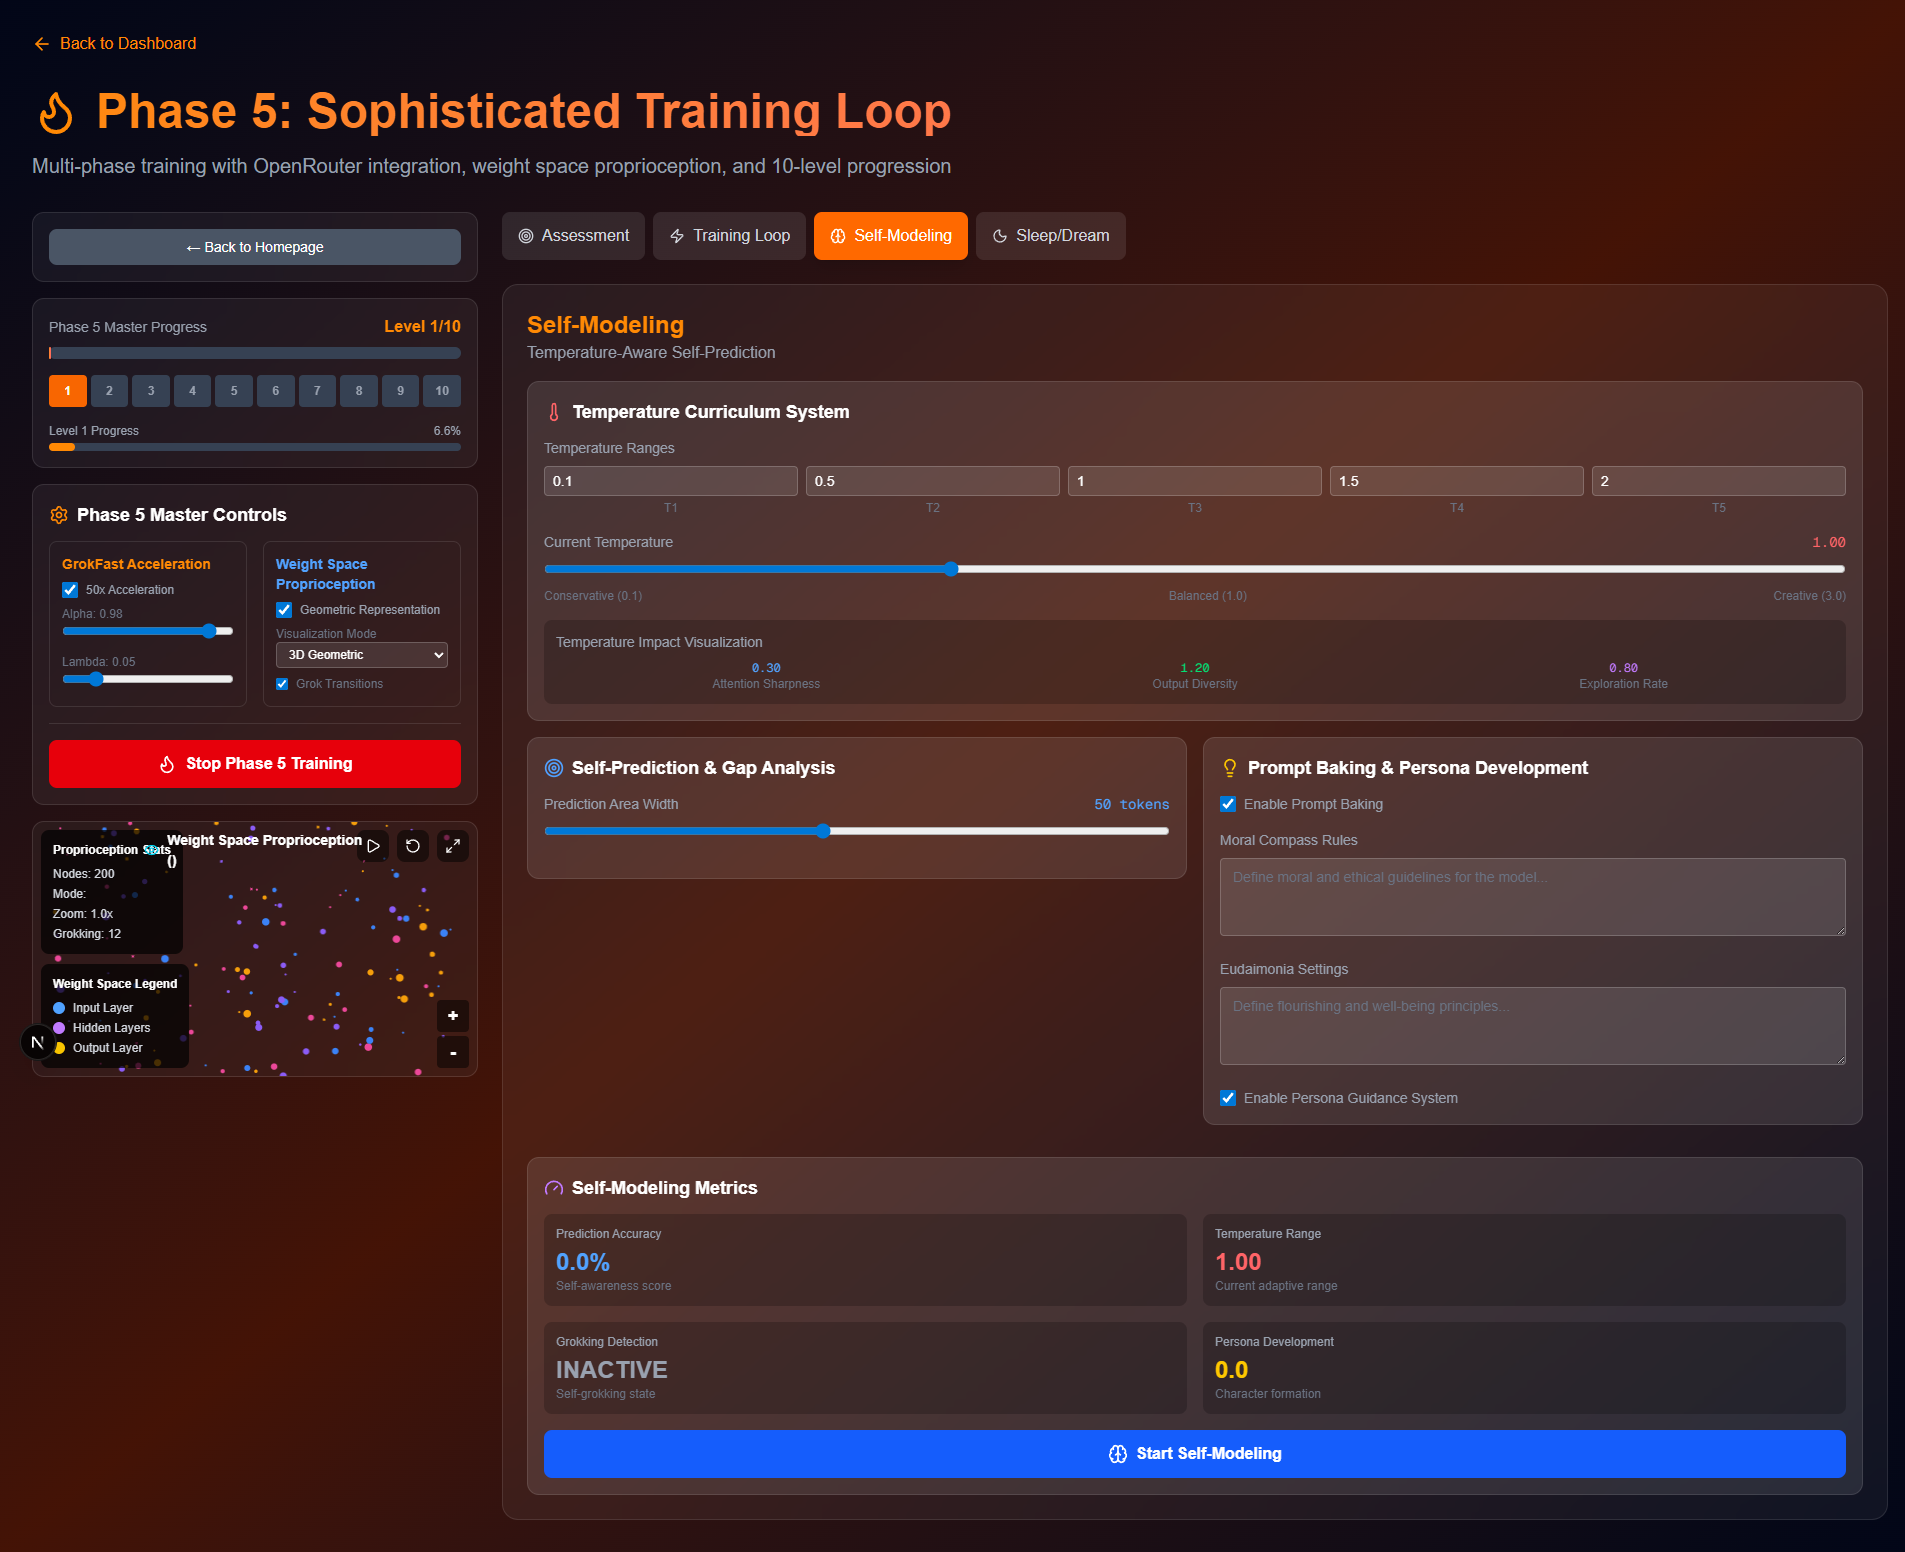 Back to Dashboard
Phase 5: Sophisticated Training Loop
Multi-phase training with OpenRouter integration, weight space proprioception, and 10-level progression
← Back to Homepage
Phase 5 Master Progress
Level 1/10
1 2 3 4 5 6 7 8 9 10
Level 1 Progress
6.6%
Phase 5 Master Controls
GrokFast Acceleration
50x Acceleration
Alpha: 0.98
Lambda: 0.05
Weight Space
Proprioception
Geometric Representation
Visualization Mode
3D Geometric
Grok Transitions
Stop Phase 5 Training
Weight Space Proprioception
()
Proprioception Stats
Nodes: 200
Mode:
Zoom: 1.0x
Grokking: 12
Weight Space Legend
Input Layer
Hidden Layers
Output Layer
N
+
-
Assessment
Training Loop
Self-Modeling
Sleep/Dream
Self-Modeling
Temperature-Aware Self-Prediction
Temperature Curriculum System
Temperature Ranges
0.1 0.5 1 1.5 2
T1 T2 T3 T4 T5
Current Temperature
1.00
Conservative (0.1)
Balanced (1.0)
Creative (3.0)
Temperature Impact Visualization
0.30
Attention Sharpness
1.20
Output Diversity
0.80
Exploration Rate
Self-Prediction & Gap Analysis
Prediction Area Width
50 tokens
Prompt Baking & Persona Development
Enable Prompt Baking
Moral Compass Rules
Define moral and ethical guidelines for the model...
Eudaimonia Settings
Define flourishing and well-being principles...
Enable Persona Guidance System
Self-Modeling Metrics
Prediction Accuracy
0.0%
Self-awareness score
Temperature Range
1.00
Current adaptive range
Grokking Detection
INACTIVE
Self-grokking state
Persona Development
0.0
Character formation
Start Self-Modeling